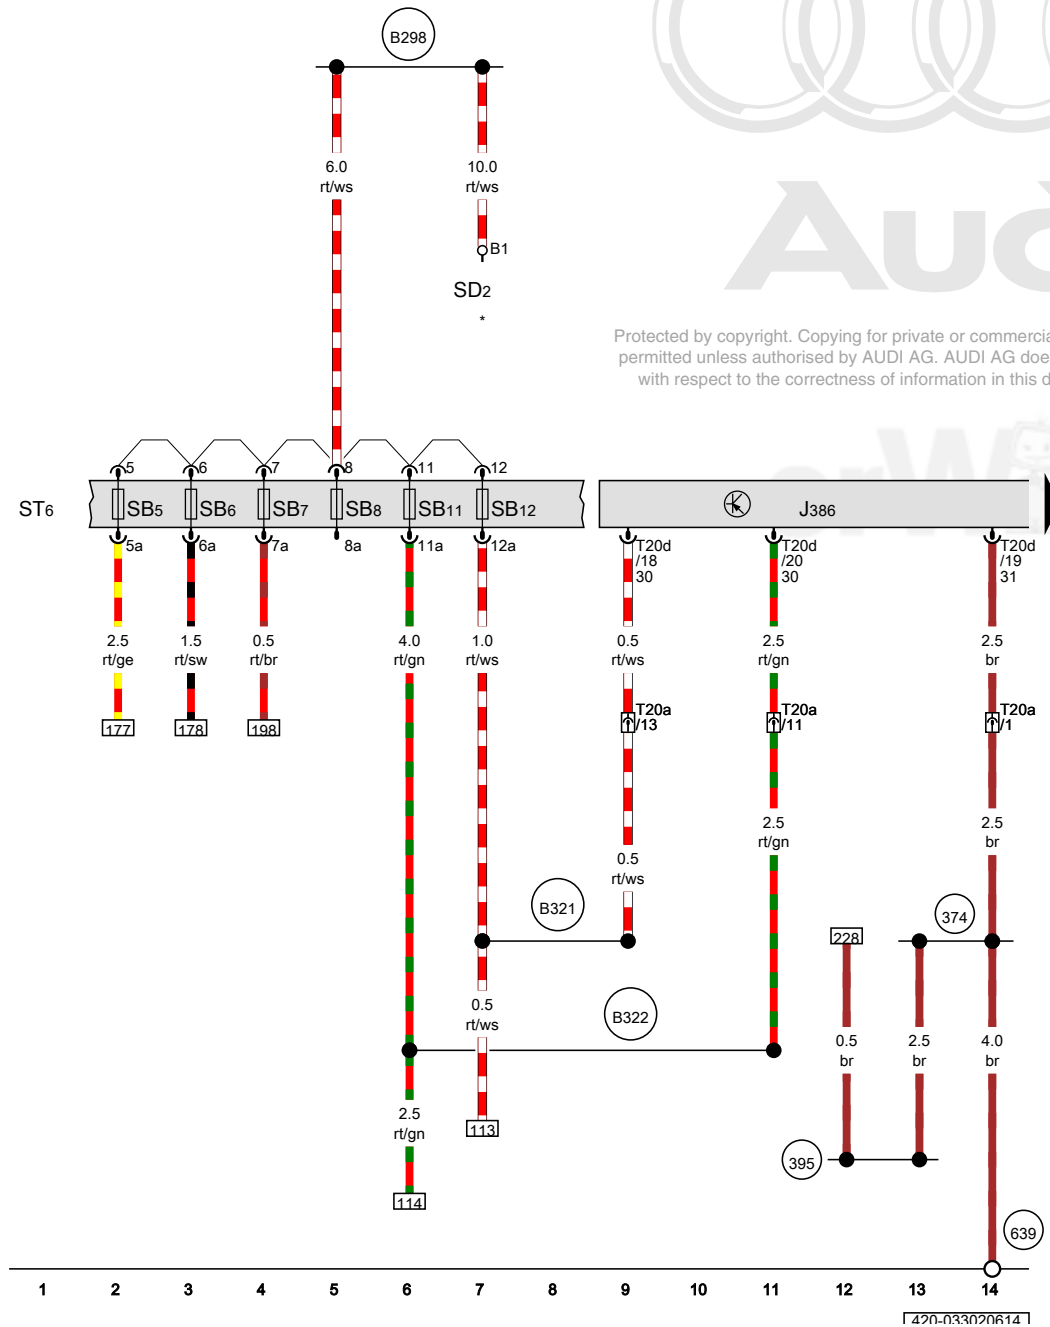 B298
6.0
rt/ws
10.0
rt/ws
B1
SD2
*
Protected by copyright. Copying for private or commercia
permitted unless authorised by AUDI AG. AUDI AG doe
with respect to the correctness of information in this d
5 6 7 8 11 12
ST6 SB5 SB6 SB7 SB8 SB11 SB12 J386
5a 6a 7a 8a 11a 12a
T20d
/18
30
T20d
/20
30
T20d
/19
31
2.5
rt/ge
1.5
rt/sw
0.5
rt/br
4.0
rt/gn
1.0
rt/ws
0.5
rt/ws
2.5
rt/gn
2.5
br
177 178 198
T20a
/13
T20a
/11
T20a
/1
2.5
rt/gn
2.5
br
0.5
rt/ws
B321
374
228
B322
0.5
rt/ws
0.5
br
2.5
br
4.0
br
2.5
rt/gn
113
395
114
639
1 2 3 4 5 6 7 8 9 10 11 12 13 14
420-033020614